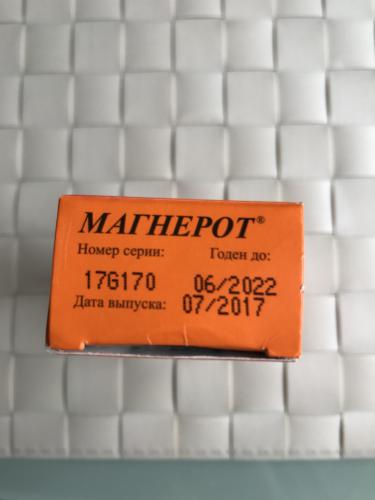 МАГНЕРОТ®
Номер серии: Годен до:
17G170 06/2022
Дата выпуска: 07/2017